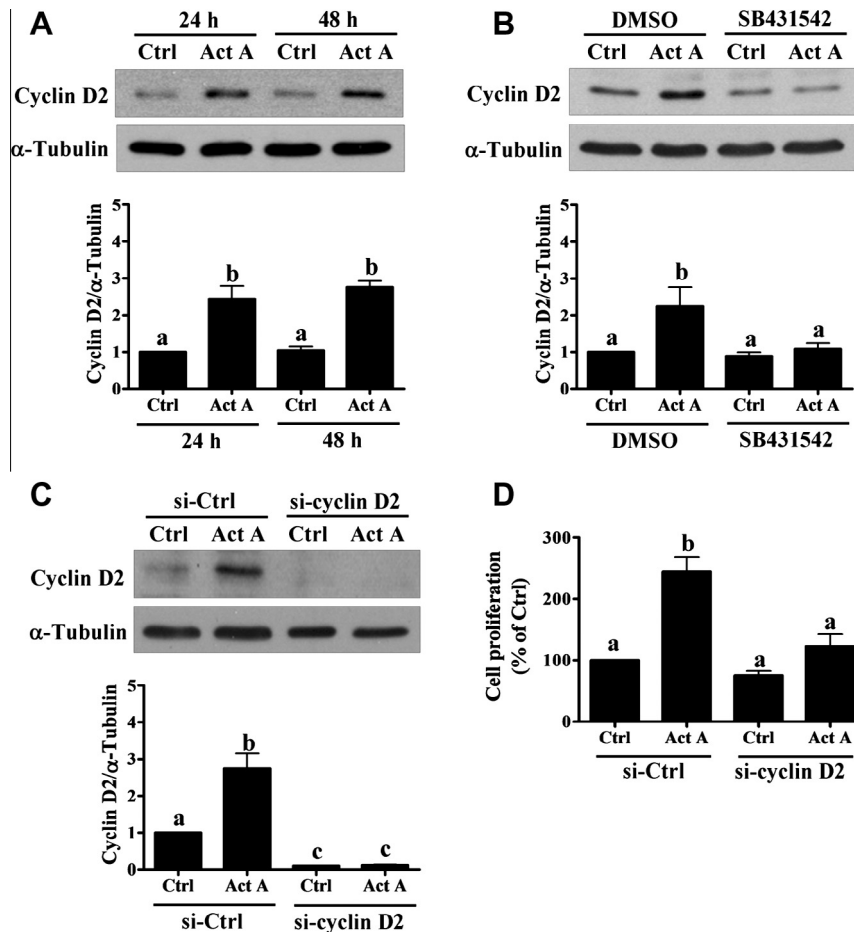 A
24 h 48 h
Ctrl Act A Ctrl Act A
Cyclin D2
α-Tubulin
Cyclin D2/α-Tubulin
5
4
3
2
1
0
a b a b
Ctrl Act A Ctrl Act A
24 h 48 h
B
DMSO SB431542
Ctrl Act A Ctrl Act A
Cyclin D2
α-Tubulin
Cyclin D2/α-Tubulin
5
4
3
2
1
0
a b a a
Ctrl Act A Ctrl Act A
DMSO SB431542
C
si-Ctrl si-cyclin D2
Ctrl Act A Ctrl Act A
Cyclin D2
α-Tubulin
Cyclin D2/α-Tubulin
5
4
3
2
1
0
a b c c
Ctrl Act A Ctrl Act A
si-Ctrl si-cyclin D2
D
Cell proliferation
(% of Ctrl)
300
200
100
0
a b a a
Ctrl Act A Ctrl Act A
si-Ctrl si-cyclin D2